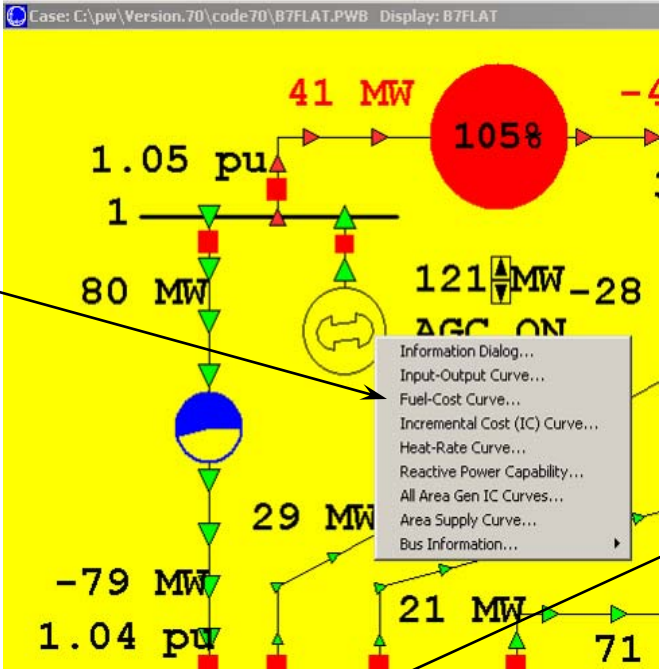 Case: C:\pw\Version.70\code70\B7FLAT.PWB Display: B7FLAT
41 MW
-4
105%
1.05 pu
1
80 MW
121 MW
-28
AGC ON
Information Dialog...
Input-Output Curve...
Fuel-Cost Curve...
Incremental Cost (IC) Curve...
Heat-Rate Curve...
Reactive Power Capability...
All Area Gen IC Curves...
Area Supply Curve...
Bus Information...
29 MW
-79 MW
21 MW
1.04 pu
71